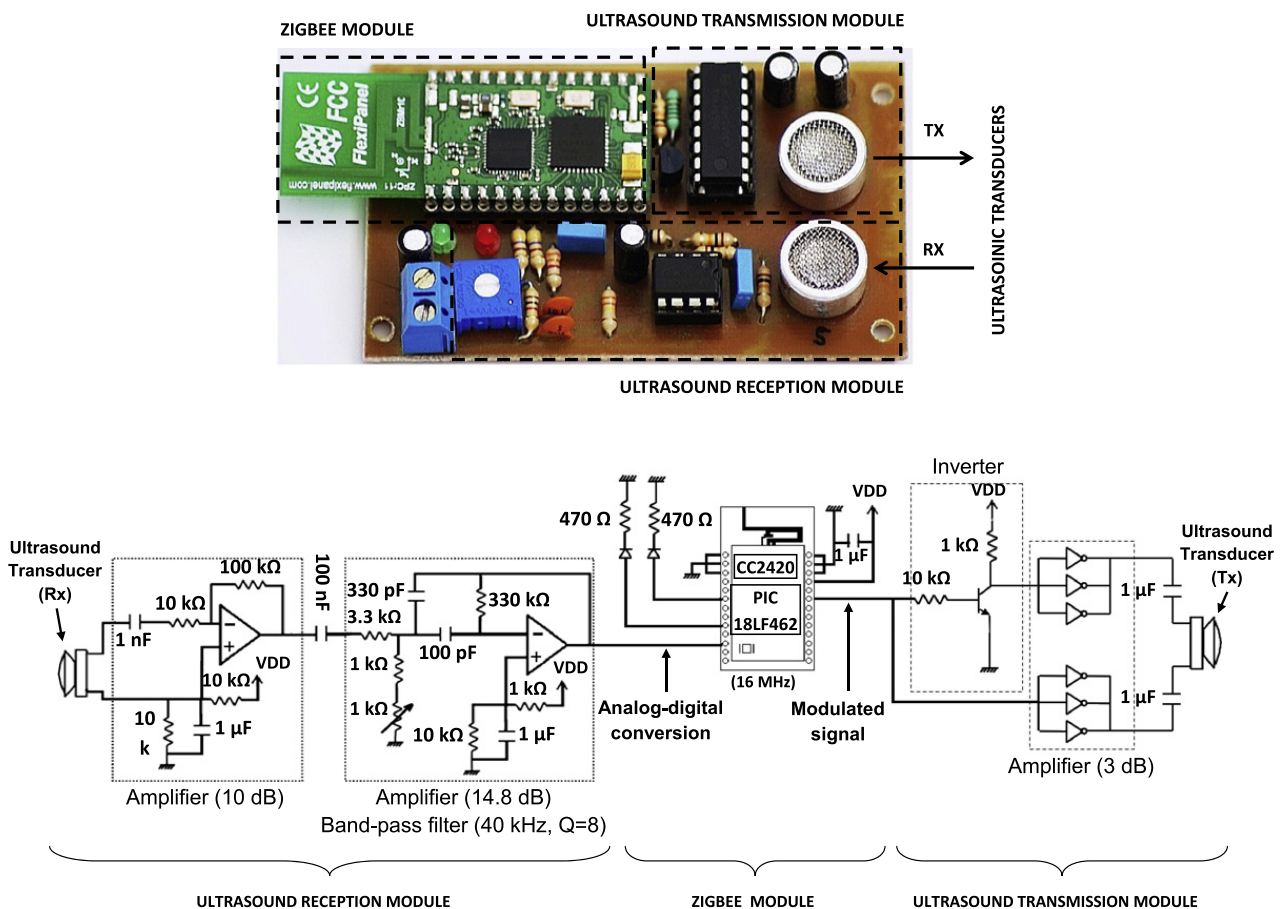 ULTRASOUND TRANSMISSION MODULE
ZIGBEE MODULE
CE
FCC
FlexiPanel
ZPCr11 www.flexipanel.com
TX
RX
ULTRASOINIC TRANSDUCERS
S
ULTRASOUND RECEPTION MODULE
Inverter
VDD
VDD
470 Ω
470 Ω
Ultrasound
Transducer
(Rx)
Ultrasound
Transducer
(Tx)
100 kΩ
10 kΩ
1 nF
VDD
10 kΩ
10
k
1 µF
100 nF
330 pF
3.3 kΩ
330 kΩ
100 pF
1 kΩ
1 kΩ
VDD
1 kΩ
10 kΩ
1 µF
CC2420
PIC
18LF462
(16 MHz)
1 µF
1 kΩ
10 kΩ
1 µF
1 µF
Analog-digital
conversion
Modulated
signal
Amplifier (10 dB)
Amplifier (14.8 dB)
Band-pass filter (40 kHz, Q=8)
Amplifier (3 dB)
ULTRASOUND RECEPTION MODULE
ZIGBEE MODULE
ULTRASOUND TRANSMISSION MODULE